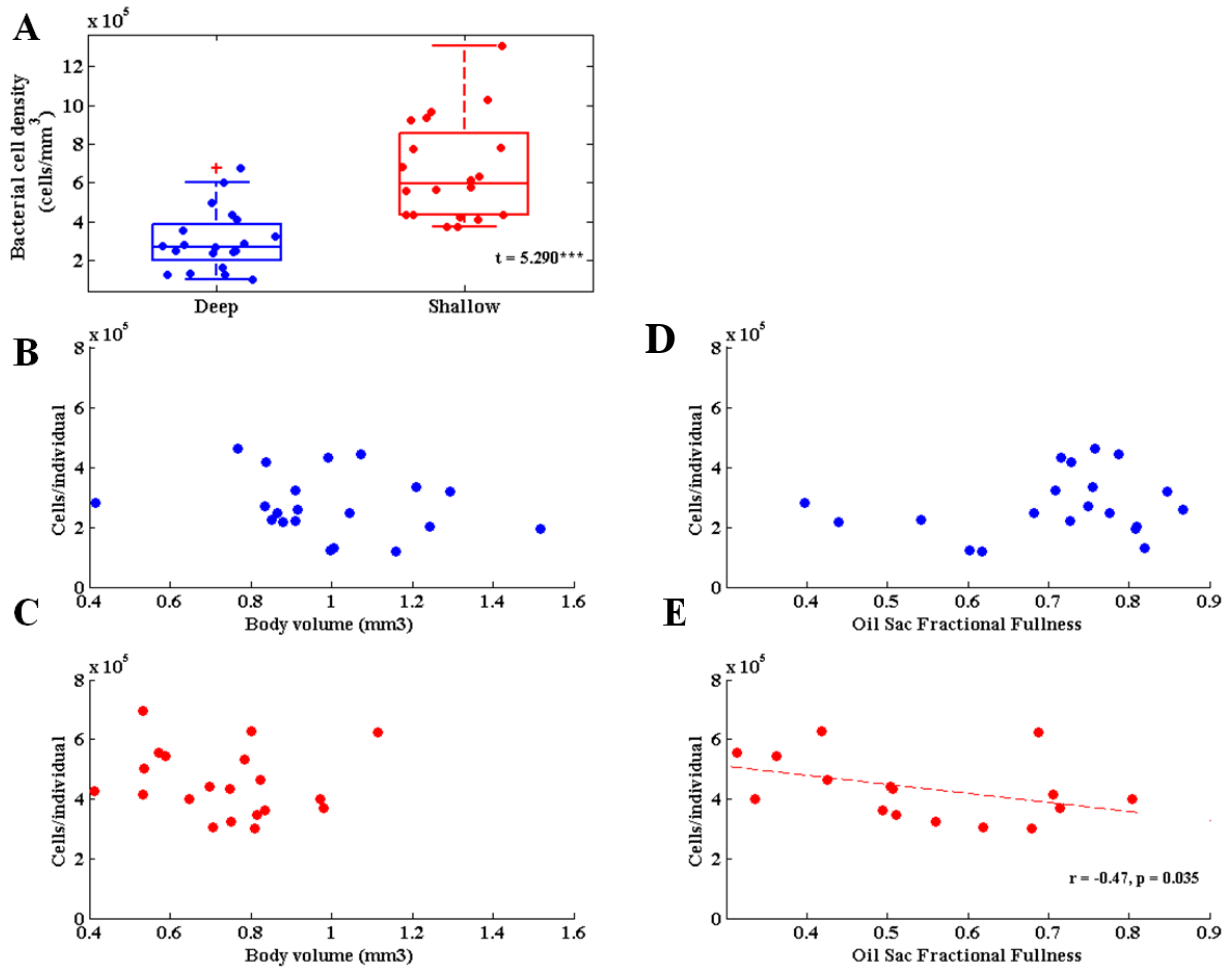 A
x 10^5
Bacterial cell density
(cells/mm^3)
12
10
8
6
4
2
t = 5.290***
Deep
Shallow
B
x 10^5
8
6
4
2
0
Cells/individual
0.4
0.6
0.8
1
1.2
1.4
1.6
Body volume (mm3)
D
x 10^5
8
6
4
2
0
Cells/individual
0.4
0.5
0.6
0.7
0.8
0.9
Oil Sac Fractional Fullness
C
x 10^5
8
6
4
2
0
Cells/individual
0.4
0.6
0.8
1
1.2
1.4
1.6
Body volume (mm3)
E
x 10^5
8
6
4
2
0
Cells/individual
r = -0.47, p = 0.035
0.4
0.5
0.6
0.7
0.8
0.9
Oil Sac Fractional Fullness